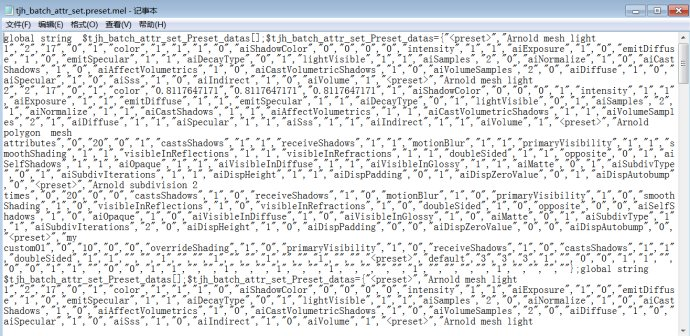 tjh_batch_attr_set.preset.mel - 记事本
文件(F) 编辑(E) 格式(O) 查看(V) 帮助(H)
global string  $tjh_batch_attr_set_Preset_datas[];$tjh_batch_attr_set_Preset_datas={"<preset>","Arnold mesh light
1","2","17","0","1","color","1","1","1","0","aiShadowColor","0","0","0","0","intensity","1","1","aiExposure","1","0","emitDiffus
e","1","0","emitSpecular","1","1","aiDecayType","0","1","lightVisible","1","1","aiSamples","2","0","aiNormalize","1","0","aiCast
Shadows","1","0","aiAffectVolumetrics","1","0","aiCastVolumetricShadows","1","0","aiVolumeSamples","2","0","aiDiffuse","1","0","
aiSpecular","1","0","aiSss","1","0","aiIndirect","1","0","aiVolume","1","<preset>","Arnold mesh light
2","2","17","0","1","color","0.8117647171","0.8117647171","0.8117647171","1","aiShadowColor","0","0","0","1","intensity","1","1"
,"aiExposure","1","1","emitDiffuse","1","1","emitSpecular","1","1","aiDecayType","0","1","lightVisible","0","1","aiSamples","2",
"1","aiNormalize","1","1","aiCastShadows","1","1","aiAffectVolumetrics","1","1","aiCastVolumetricShadows","1","1","aiVolumeSampl
es","2","1","aiDiffuse","1","1","aiSpecular","1","1","aiSss","1","1","aiIndirect","1","1","aiVolume","1","<preset>","Arnold
polygon  mesh
attributes","0","20","0","1","castsShadows","1","1","receiveShadows","1","1","motionBlur","1","1","primaryVisibility","1","1","s
moothShading","1","1","visibleInReflections","1","1","visibleInRefractions","1","1","doubleSided","1","1","opposite","0","1","ai
SelfShadows","1","1","aiOpaque","1","1","aiVisibleInDiffuse","1","1","aiVisibleInGlossy","1","1","aiMatte","0","1","aiSubdivType
","0","1","aiSubdivIterations","1","1","aiDispHeight","1","1","aiDispPadding","0","1","aiDispZeroValue","0","1","aiDispAutobump"
,"0","<preset>","Arnold subdivision 2
times","0","20","0","0","castsShadows","1","0","receiveShadows","1","0","motionBlur","1","0","primaryVisibility","1","0","smooth
Shading","1","0","visibleInReflections","1","0","visibleInRefractions","1","0","doubleSided","1","0","opposite","0","0","aiSelfS
hadows","1","0","aiOpaque","1","0","aiVisibleInDiffuse","1","0","aiVisibleInGlossy","1","0","aiMatte","0","1","aiSubdivType","1"
,"1","aiSubdivIterations","2","0","aiDispHeight","1","0","aiDispPadding","0","0","aiDispZeroValue","0","0","aiDispAutobump","0",
"<preset>","my
custom01","0","10","0","0","overrideShading","1","0","primaryVisibility","1","0","receiveShadows","1","0","castsShadows","1","1"
global string
$tjh_batch_attr_set_Preset_datas[];$tjh_batch_attr_set_Preset_datas={"<preset>","Arnold mesh light
1","2","17","0","1","color","1","1","1","0","aiShadowColor","0","0","0","0","intensity","1","1","aiExposure","1","0","emitDiffus
e","1","0","emitSpecular","1","1","aiDecayType","0","1","lightVisible","1","1","aiSamples","2","0","aiNormalize","1","0","aiCast
Shadows","1","0","aiAffectVolumetrics","1","0","aiCastVolumetricShadows","1","0","aiVolumeSamples","2","0","aiDiffuse","1","0","
aiSpecular","1","0","aiSss","1","0","aiIndirect","1","0","aiVolume","1","<preset>","Arnold mesh light